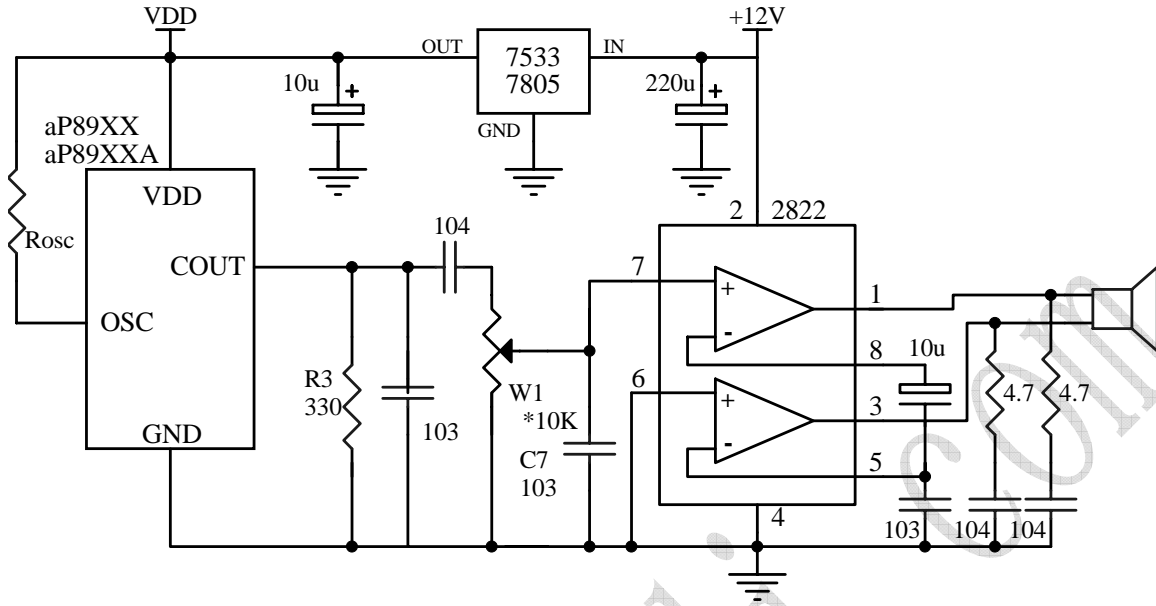 VDD
+12V
OUT
7533
7805
IN
GND
10u
+
220u
+
aP89XX
aP89XXA
VDD
Rosc
COUT
OSC
GND
104
R3
330
103
W1
*10K
C7
103
2
2822
7
+
-
1
8
10u
6
+
-
3
5
4
4.7
4.7
103
104
104
.com